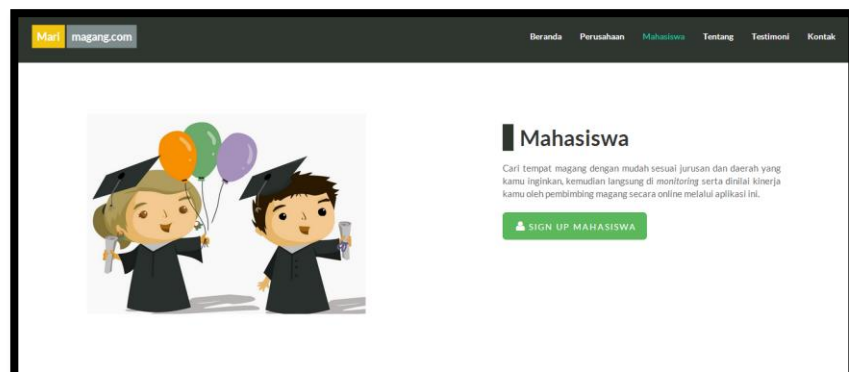 Mari magang.com
Beranda Perusahaan Mahasiswa Tentang Testimoni Kontak
Mahasiswa
Cari tempat magang dengan mudah sesuai jurusan dan daerah yang
kamu inginkan, kemudian langsung di monitoring serta dinilai kinerja
kamu oleh pembimbing magang secara online melalui aplikasi ini.
SIGN UP MAHASISWA